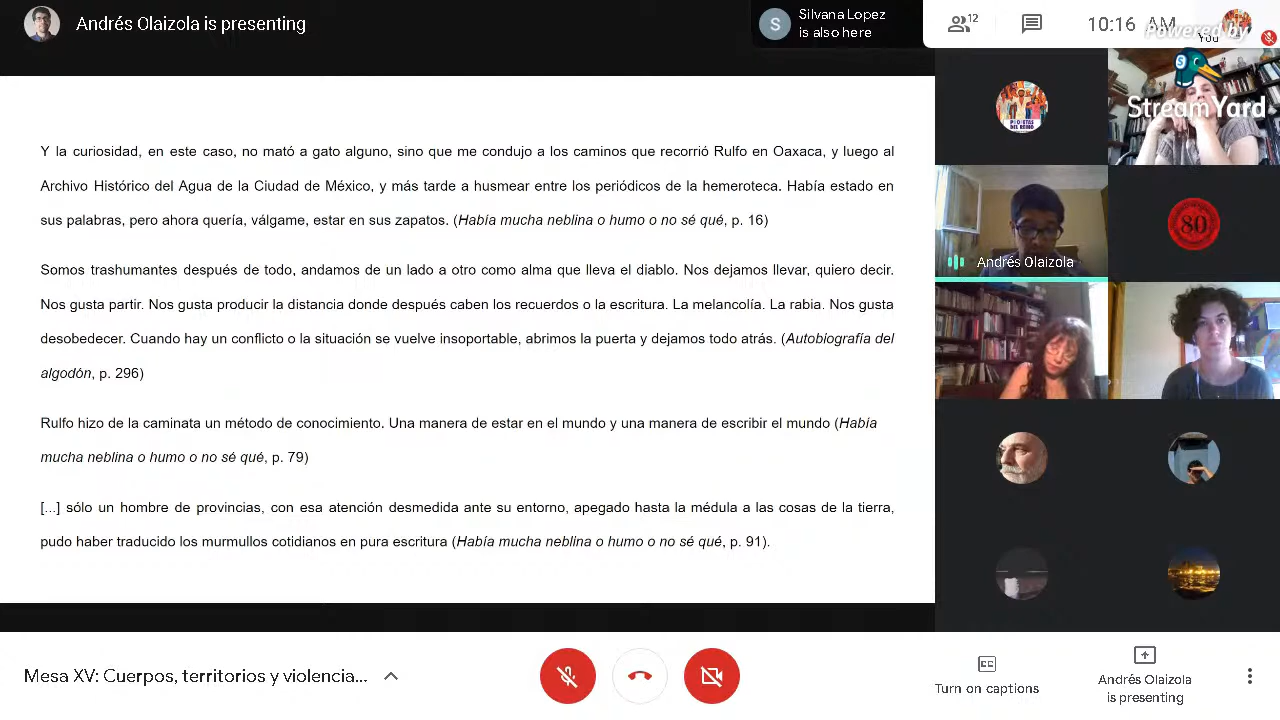 Andrés Olaizola is presenting
Silvana Lopez
is also here
S
12
10:16 AM
You
Powered by
StreamYard
Y la curiosidad, en este caso, no mató a gato alguno, sino que me condujo a los caminos que recorrió Rulfo en Oaxaca, y luego al
Archivo Histórico del Agua de la Ciudad de México, y más tarde a husmear entre los periódicos de la hemeroteca. Había estado en
sus palabras, pero ahora quería, válgame, estar en sus zapatos. (Había mucha neblina o humo o no sé qué, p. 16)
Somos trashumantes después de todo, andamos de un lado a otro como alma que lleva el diablo. Nos dejamos llevar, quiero decir.
Nos gusta partir. Nos gusta producir la distancia donde después caben los recuerdos o la escritura. La melancolía. La rabia. Nos gusta
desobedecer. Cuando hay un conflicto o la situación se vuelve insoportable, abrimos la puerta y dejamos todo atrás. (Autobiografía del
algodón, p. 296)
Rulfo hizo de la caminata un método de conocimiento. Una manera de estar en el mundo y una manera de escribir el mundo (Había
mucha neblina o humo o no sé qué, p. 79)
[...] sólo un hombre de provincias, con esa atención desmedida ante su entorno, apegado hasta la médula a las cosas de la tierra,
pudo haber traducido los murmullos cotidianos en pura escritura (Había mucha neblina o humo o no sé qué, p. 91).
DEL REINO
80
Andrés Olaizola
Mesa XV: Cuerpos, territorios y violencia...
Turn on captions
Andrés Olaizola
is presenting